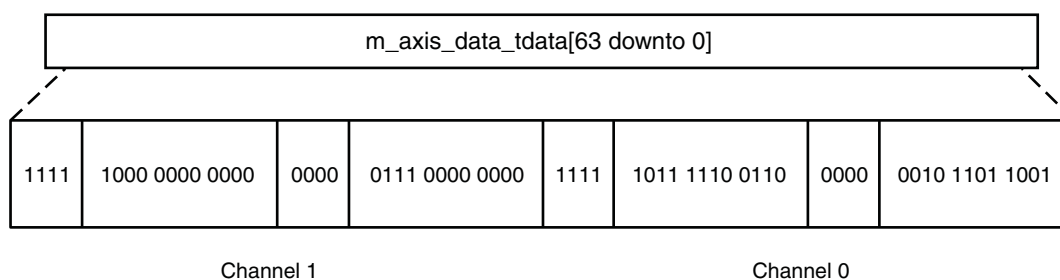 m_axis_data_tdata[63 downto 0]
1111 1000 0000 0000 0000 0111 0000 0000 1111 1011 1110 0110 0000 0010 1101 1001
Channel 1 Channel 0